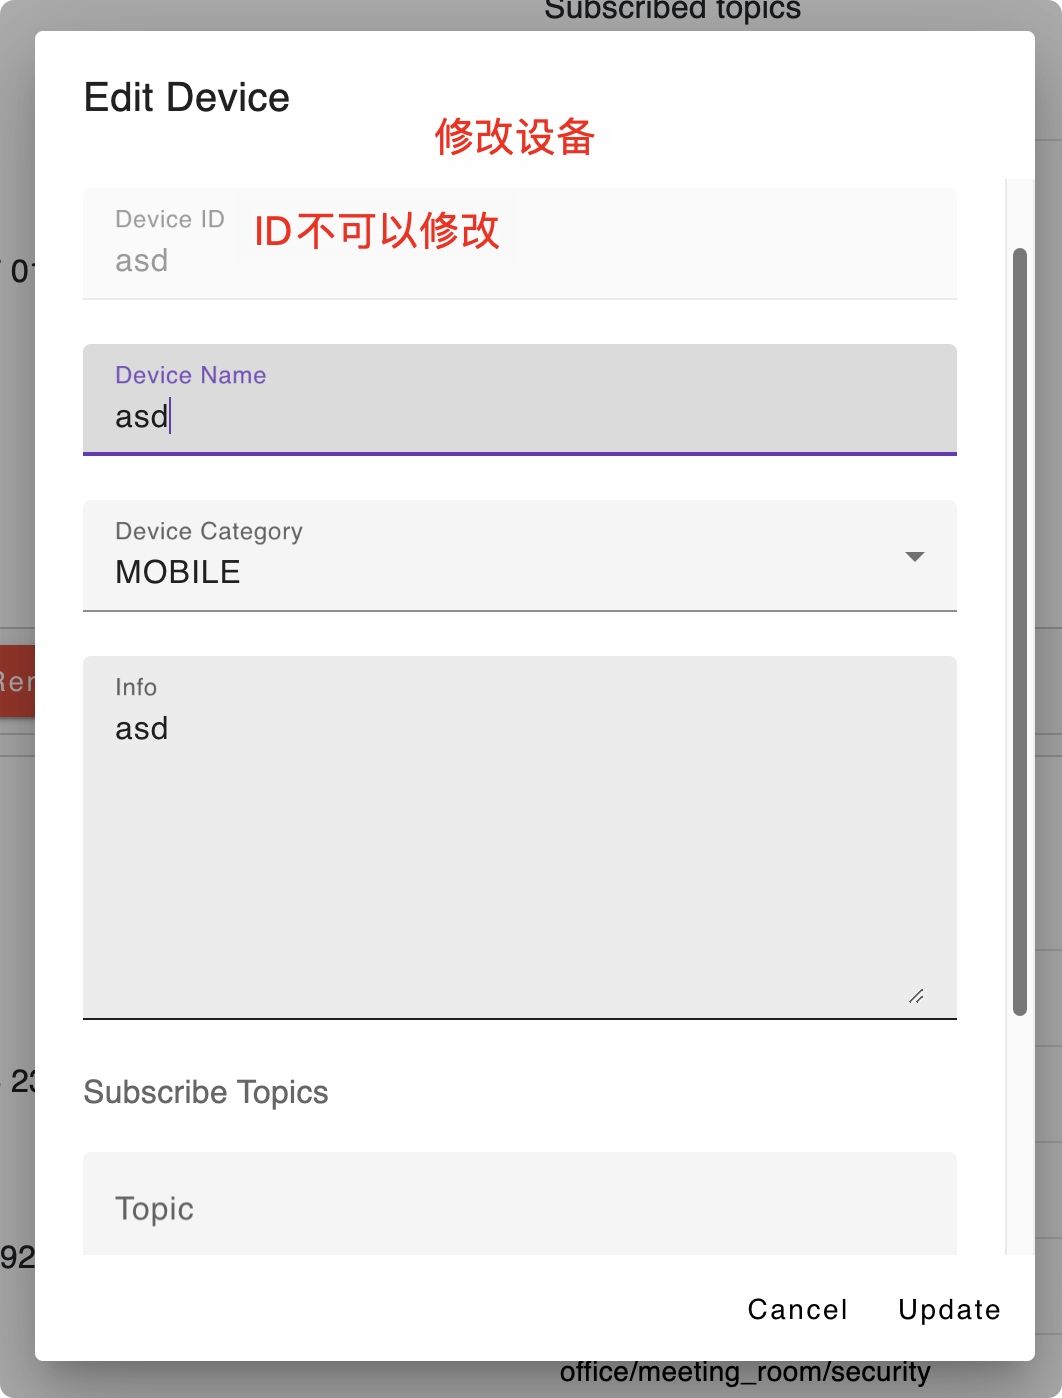 Subscribed topics
Edit Device
修改设备
Device ID
ID不可以修改
asd
Device Name
asd
Device Category
MOBILE
Info
asd
Subscribe Topics
Topic
Cancel
Update
office/meeting_room/security